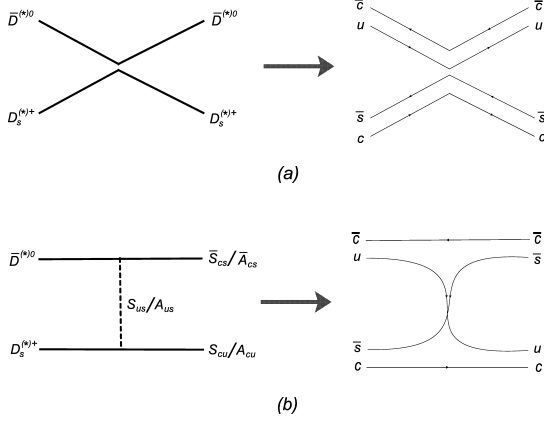 D̄⁽*⁾⁰ D̄⁽*⁾⁰ c̄ c̄
u u
D_s⁽*⁾⁺ D_s⁽*⁾⁺ s̄ s̄
c c
(a)
D̄⁽*⁾⁰ S̄_cs/Ā_cs c̄ c̄
u s̄
S_us/A_us
D_s⁽*⁾⁺ S_cu/A_cu s̄ u
c c
(b)